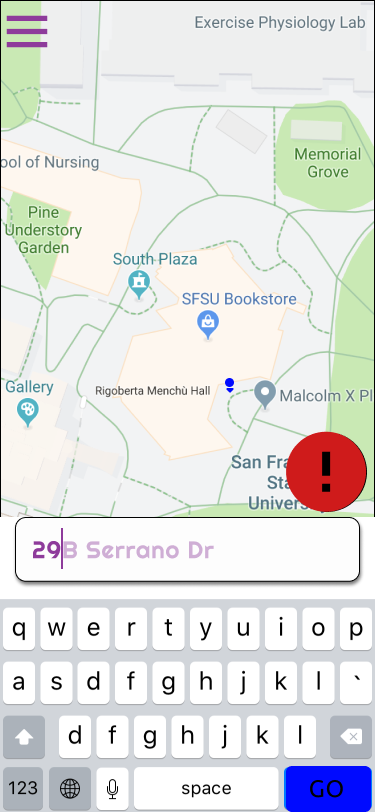 Exercise Physiology Lab
ool of Nursing
Memorial
Grove
Pine
Understory
Garden
South Plaza
SFSU Bookstore
Rigoberta Menchù Hall
Gallery
Malcolm X Pl
San Fra
Sta
Univers
!
29B Serrano Dr
q w e r t y u i o p
a s d f g h j k l `
d f g h j k l
123 space GO